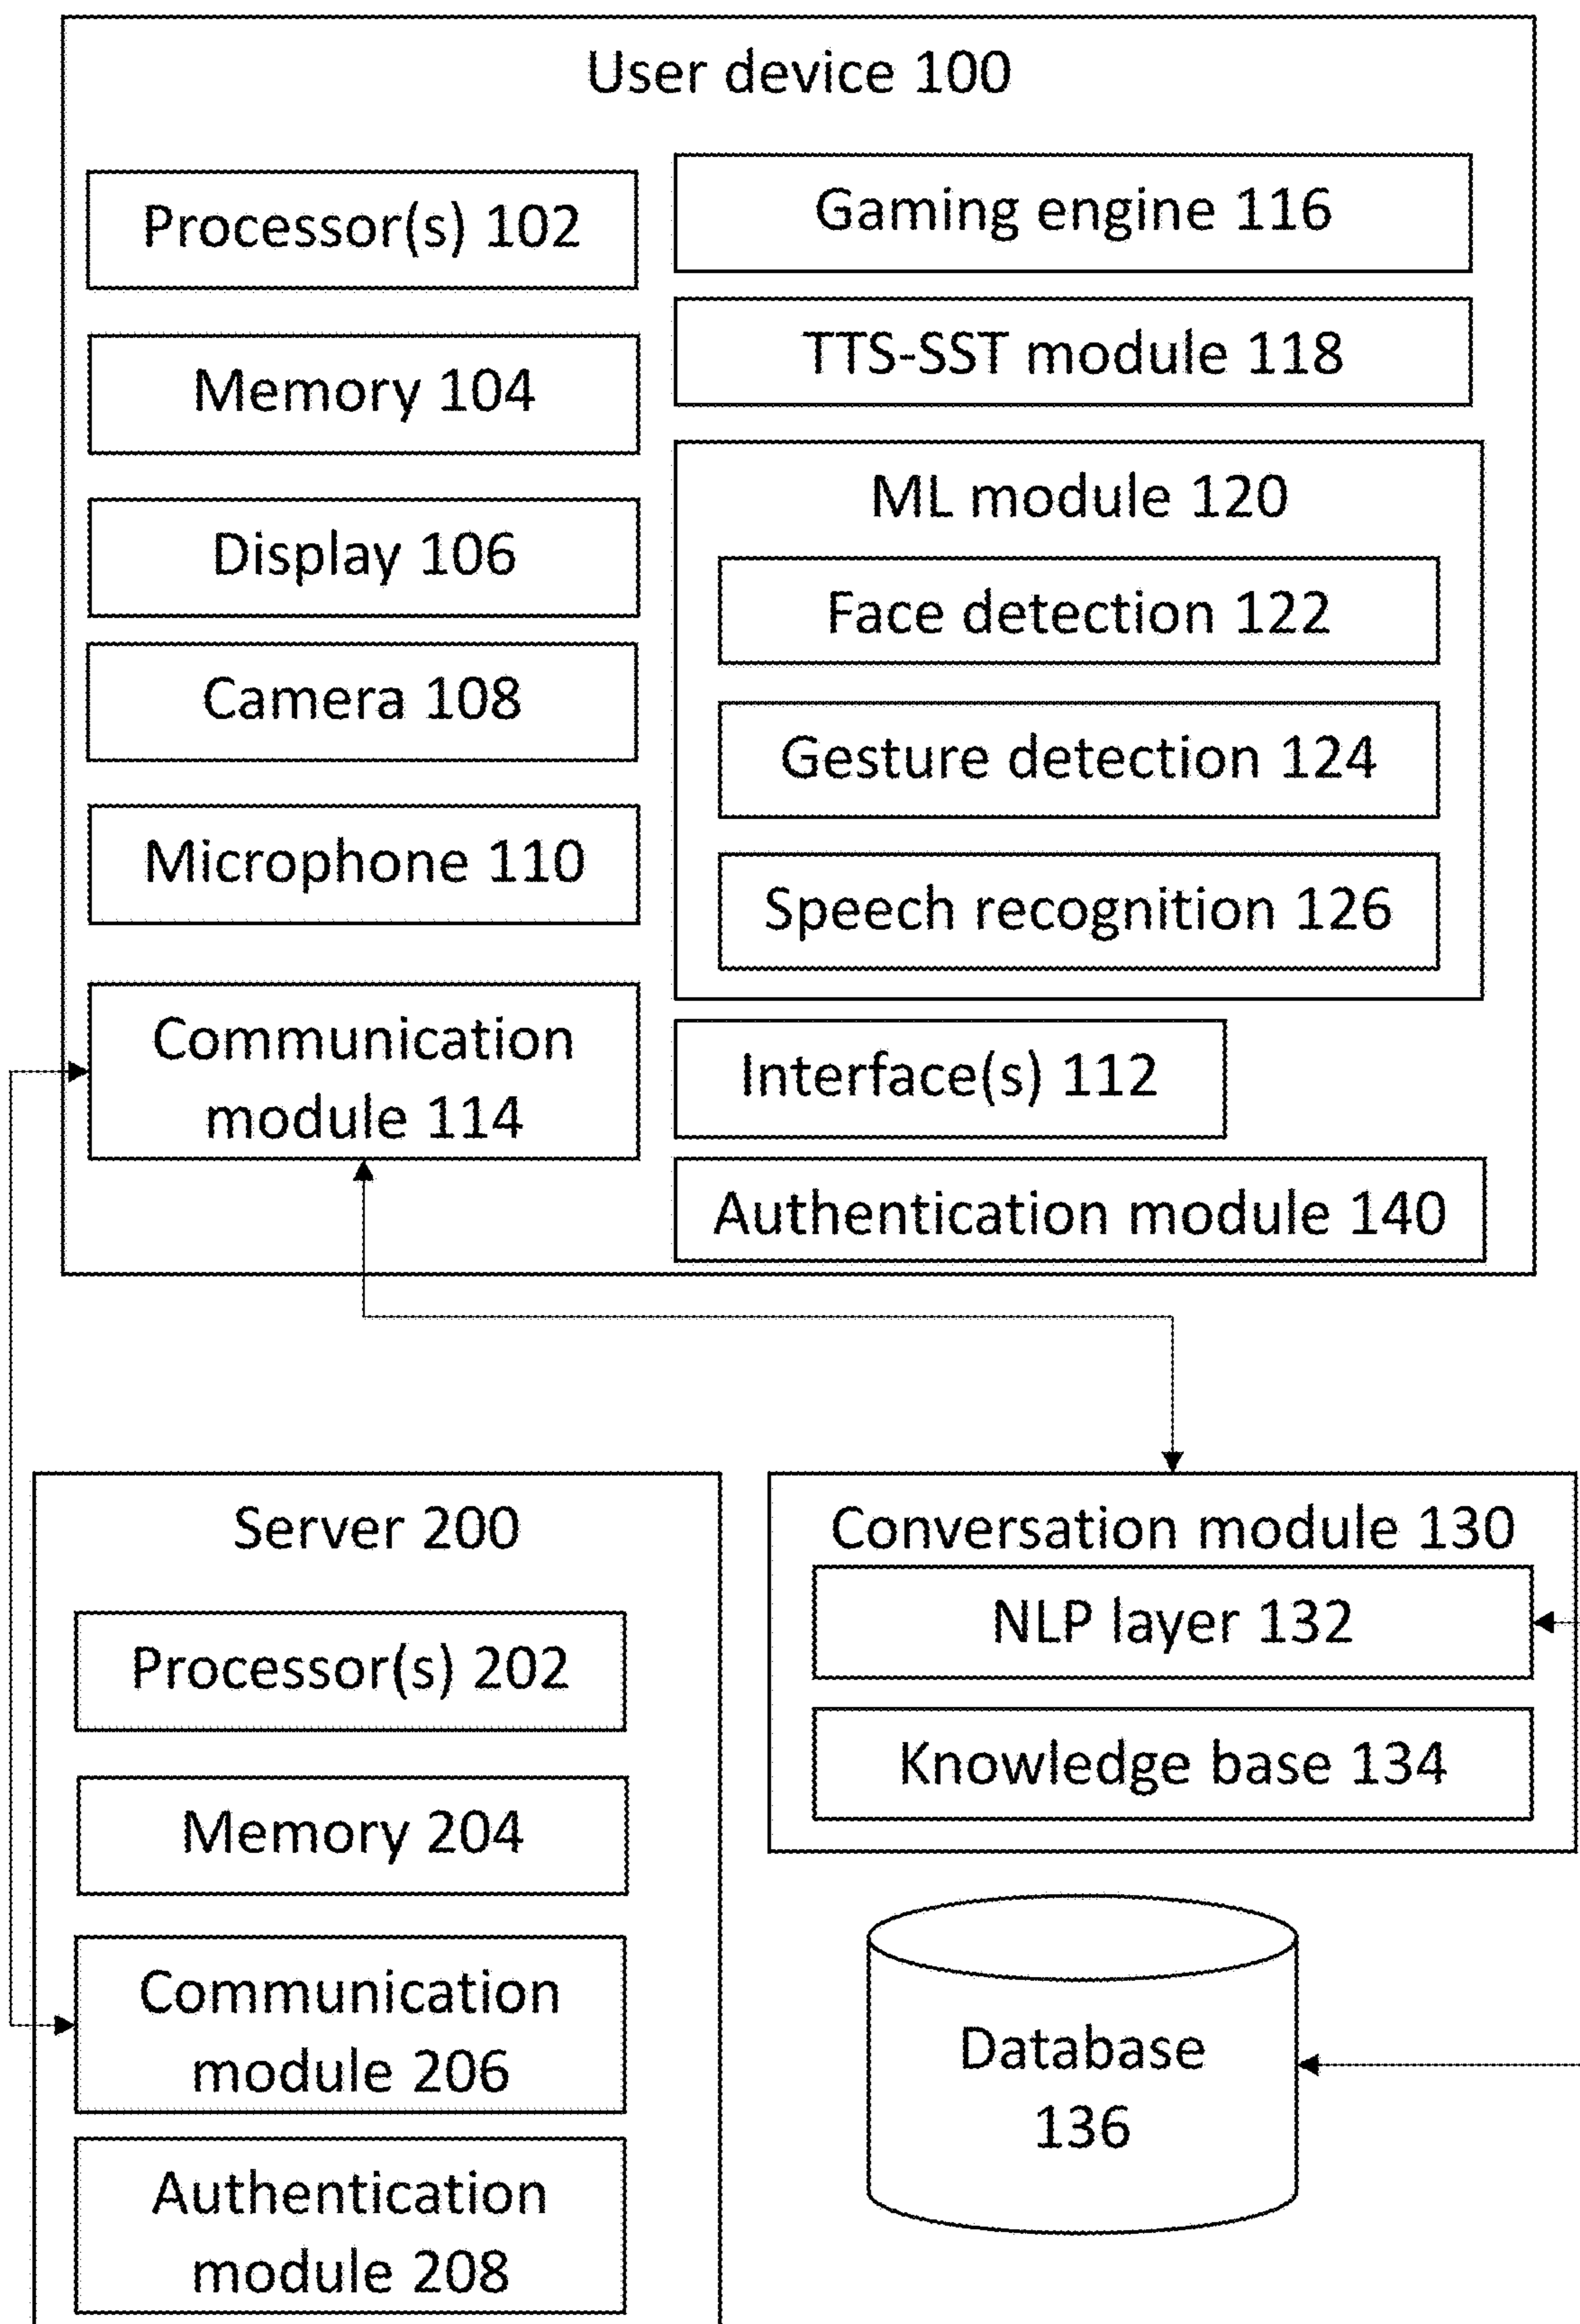 User device 100
Processor(s) 102
Memory 104
Display 106
Camera 108
Microphone 110
Communication
module 114
Gaming engine 116
TTS-SST module 118
ML module 120
Face detection 122
Gesture detection 124
Speech recognition 126
Interface(s) 112
Authentication module 140
Server 200
Processor(s) 202
Memory 204
Communication
module 206
Authentication
module 208
Conversation module 130
NLP layer 132
Knowledge base 134
Database
136